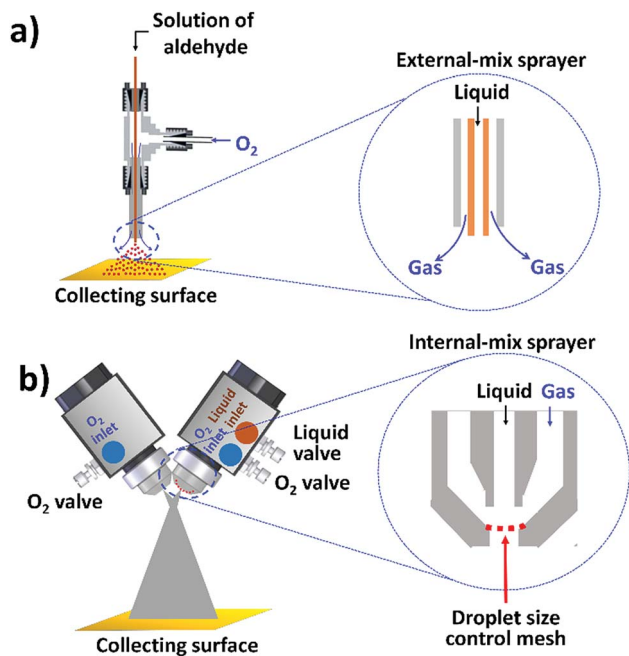 a)
Solution of
aldehyde
O₂
Collecting surface
External-mix sprayer
Liquid
Gas
Gas
b)
O₂
inlet
O₂
inlet
Liquid
inlet
Liquid
valve
O₂ valve
O₂ valve
Collecting surface
Internal-mix sprayer
Liquid
Gas
Droplet size
control mesh